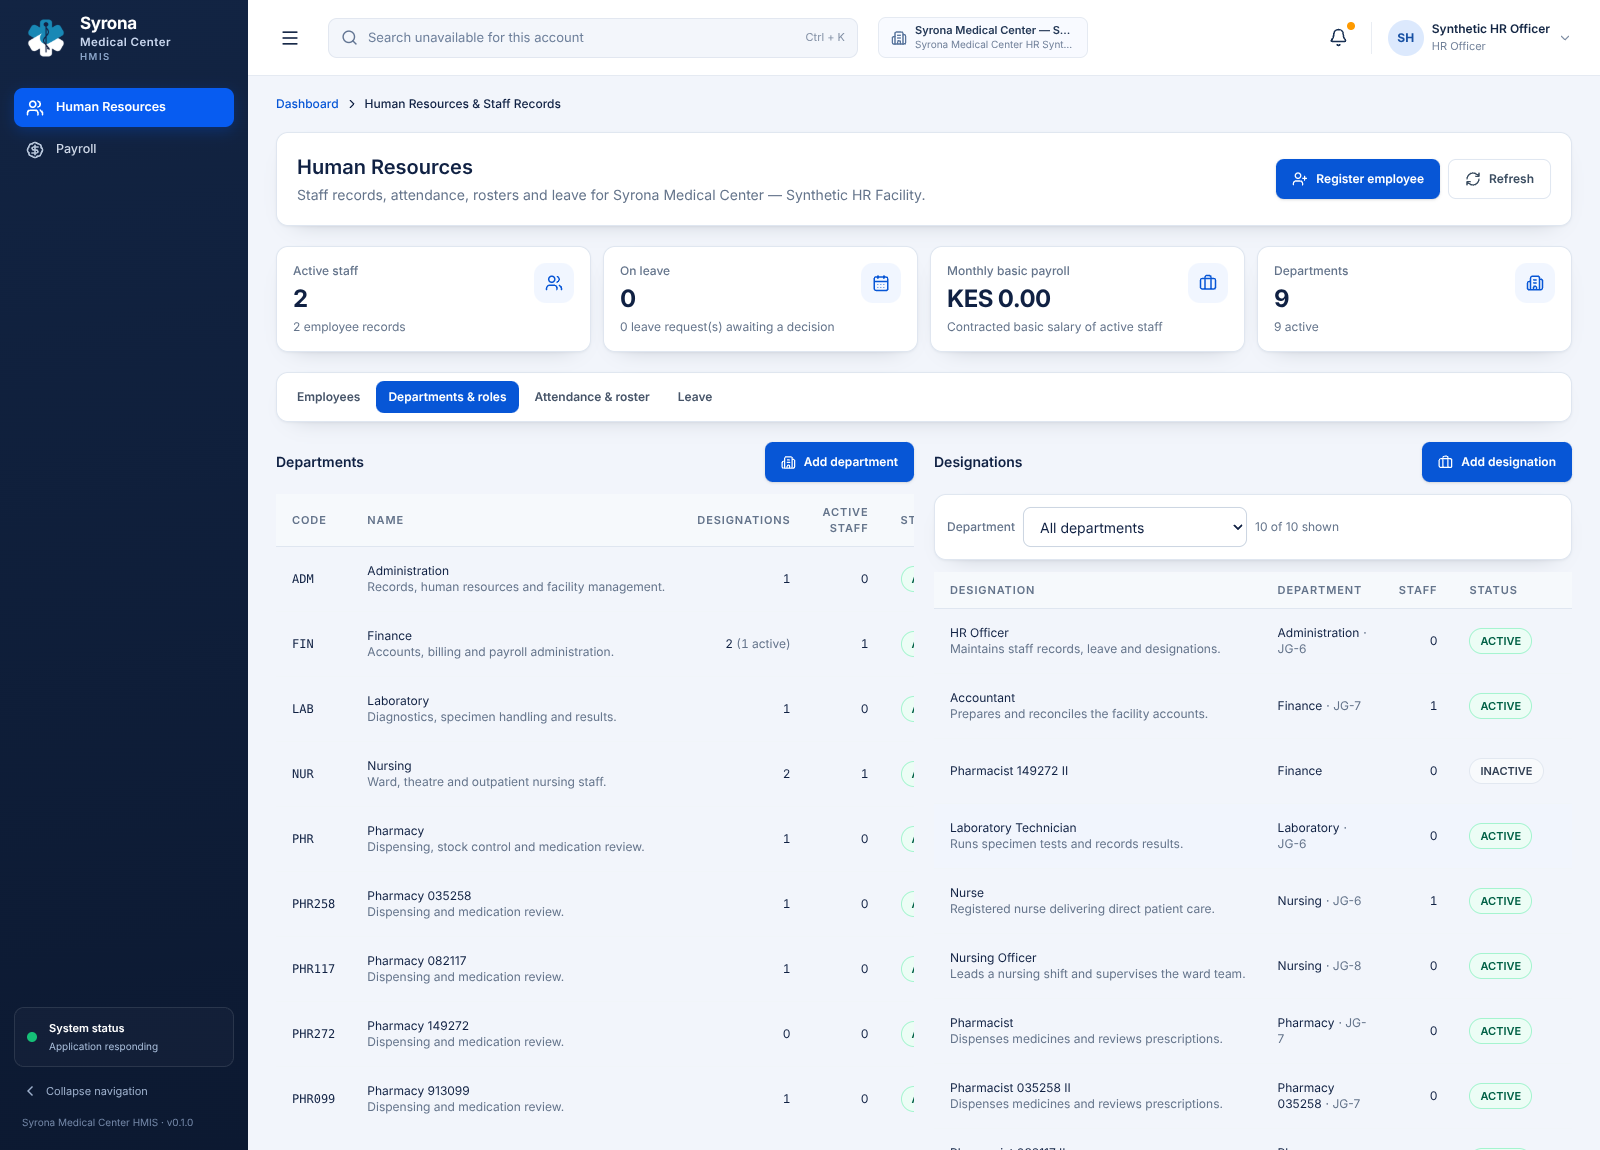 Syrona
Medical Center
HMIS
Human Resources
Payroll
System status
Application responding
Collapse navigation
Syrona Medical Center HMIS · v0.1.0
Search unavailable for this account
Ctrl + K
Syrona Medical Center — S...
Syrona Medical Center HR Synt...
SH
Synthetic HR Officer
HR Officer
Dashboard
Human Resources & Staff Records
Human Resources
Staff records, attendance, rosters and leave for Syrona Medical Center — Synthetic HR Facility.
Register employee
Refresh
Active staff
2
2 employee records
On leave
0
0 leave request(s) awaiting a decision
Monthly basic payroll
KES 0.00
Contracted basic salary of active staff
Departments
9
9 active
Employees
Departments & roles
Attendance & roster
Leave
Departments
Add department
CODE NAME DESIGNATIONS ACTIVE STAFF ST
ADM Administration 1 0
Records, human resources and facility management.
FIN Finance 2 (1 active) 1
Accounts, billing and payroll administration.
LAB Laboratory 1 0
Diagnostics, specimen handling and results.
NUR Nursing 2 1
Ward, theatre and outpatient nursing staff.
PHR Pharmacy 1 0
Dispensing, stock control and medication review.
PHR258 Pharmacy 035258 1 0
Dispensing and medication review.
PHR117 Pharmacy 082117 1 0
Dispensing and medication review.
PHR272 Pharmacy 149272 0 0
Dispensing and medication review.
PHR099 Pharmacy 913099 1 0
Dispensing and medication review.
Designations
Add designation
Department
All departments
10 of 10 shown
DESIGNATION DEPARTMENT STAFF STATUS
HR Officer Administration · JG-6 0 ACTIVE
Maintains staff records, leave and designations.
Accountant Finance · JG-7 1 ACTIVE
Prepares and reconciles the facility accounts.
Pharmacist 149272 II Finance 0 INACTIVE
Laboratory Technician Laboratory · JG-6 0 ACTIVE
Runs specimen tests and records results.
Nurse Nursing · JG-6 1 ACTIVE
Registered nurse delivering direct patient care.
Nursing Officer Nursing · JG-8 0 ACTIVE
Leads a nursing shift and supervises the ward team.
Pharmacist Pharmacy · JG-7 0 ACTIVE
Dispenses medicines and reviews prescriptions.
Pharmacist 035258 II Pharmacy 035258 · JG-7 0 ACTIVE
Dispenses medicines and reviews prescriptions.